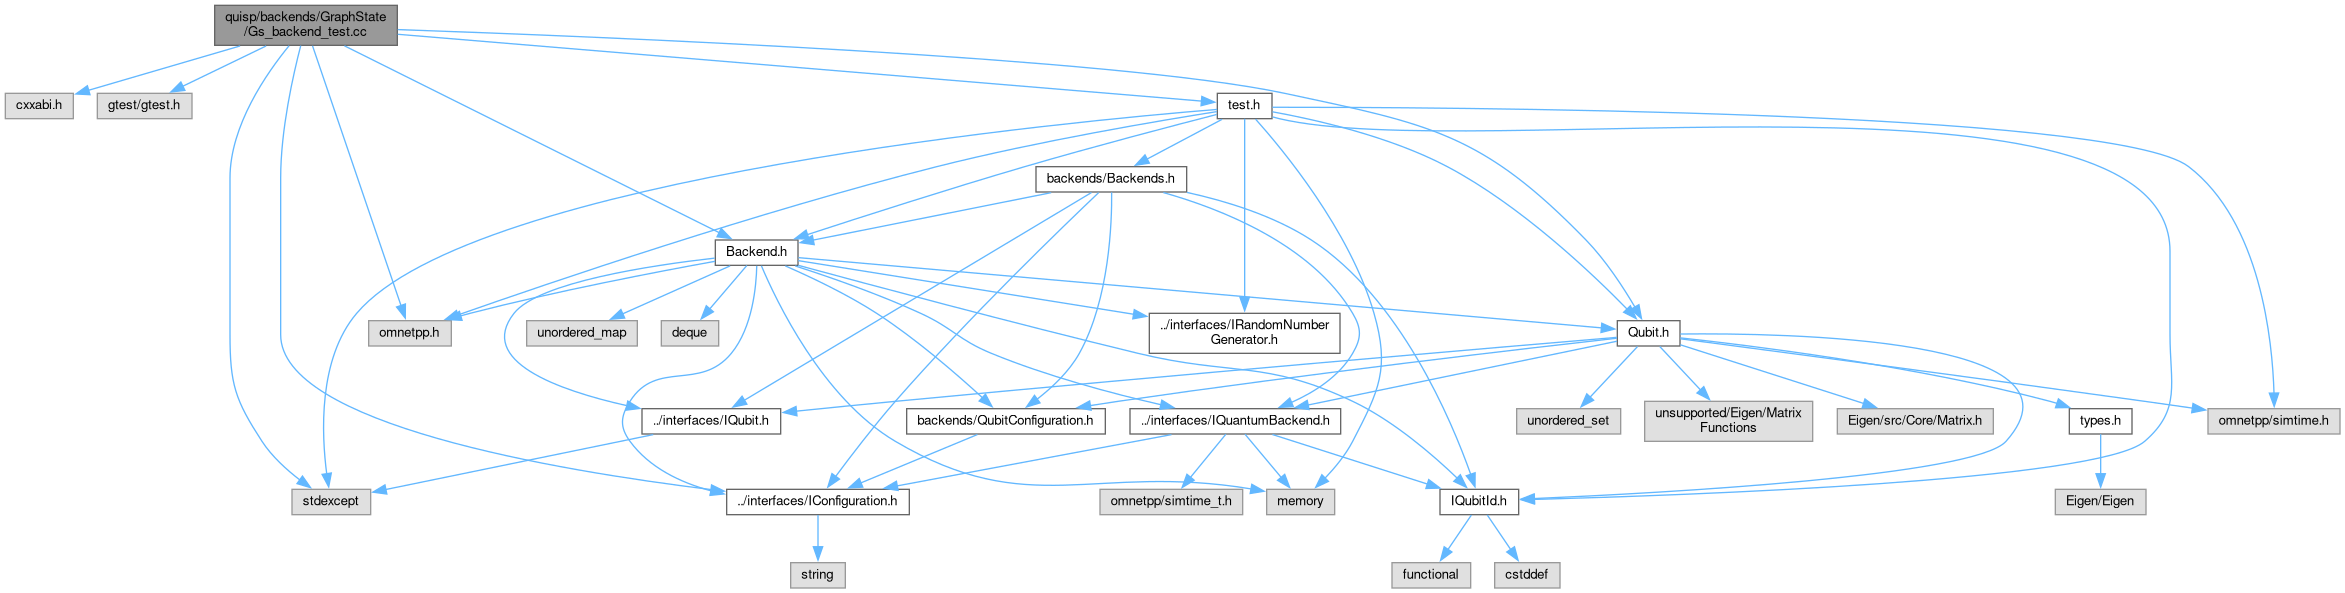 quisp/backends/GraphState
/Gs_backend_test.cc
cxxabi.h
gtest/gtest.h
test.h
backends/Backends.h
Backend.h
omnetpp.h
unordered_map
deque
../interfaces/IRandomNumber
Generator.h
Qubit.h
../interfaces/IQubit.h
backends/QubitConfiguration.h
../interfaces/IQuantumBackend.h
unordered_set
unsupported/Eigen/Matrix
Functions
Eigen/src/Core/Matrix.h
types.h
omnetpp/simtime.h
stdexcept
../interfaces/IConfiguration.h
omnetpp/simtime_t.h
memory
IQubitId.h
Eigen/Eigen
string
functional
cstddef